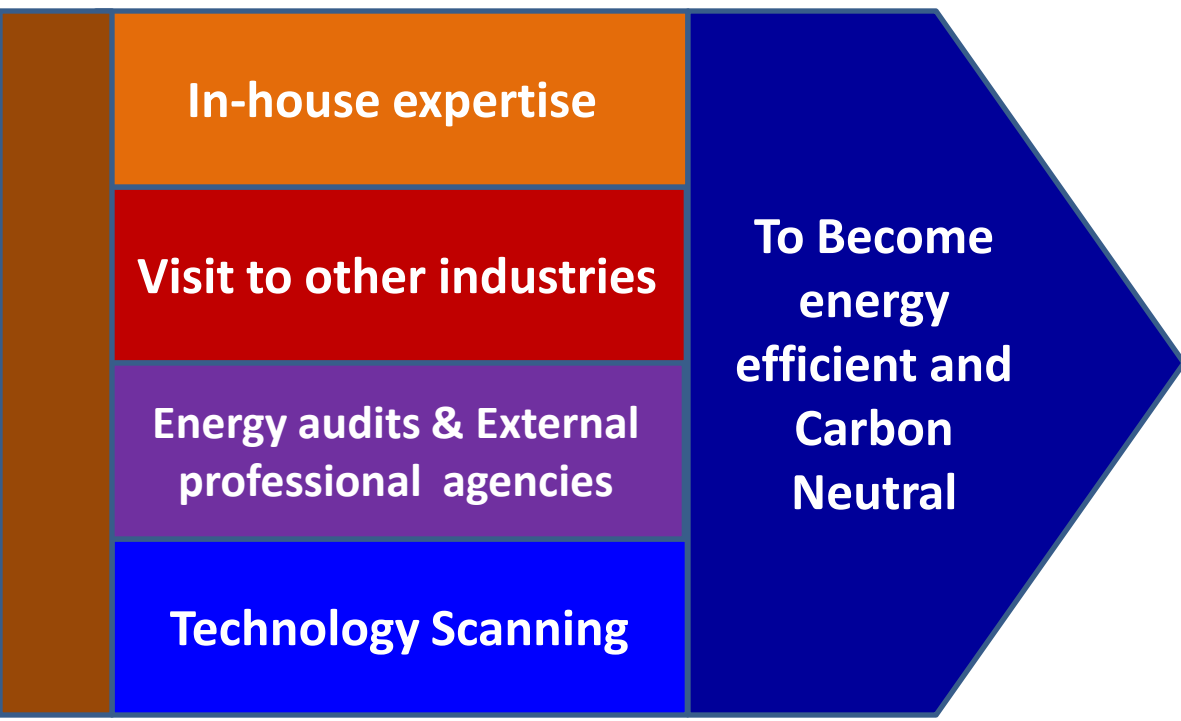 In-house expertise
Visit to other industries
Energy audits & External
professional  agencies
Technology Scanning
To Become
energy
efficient and
Carbon
Neutral